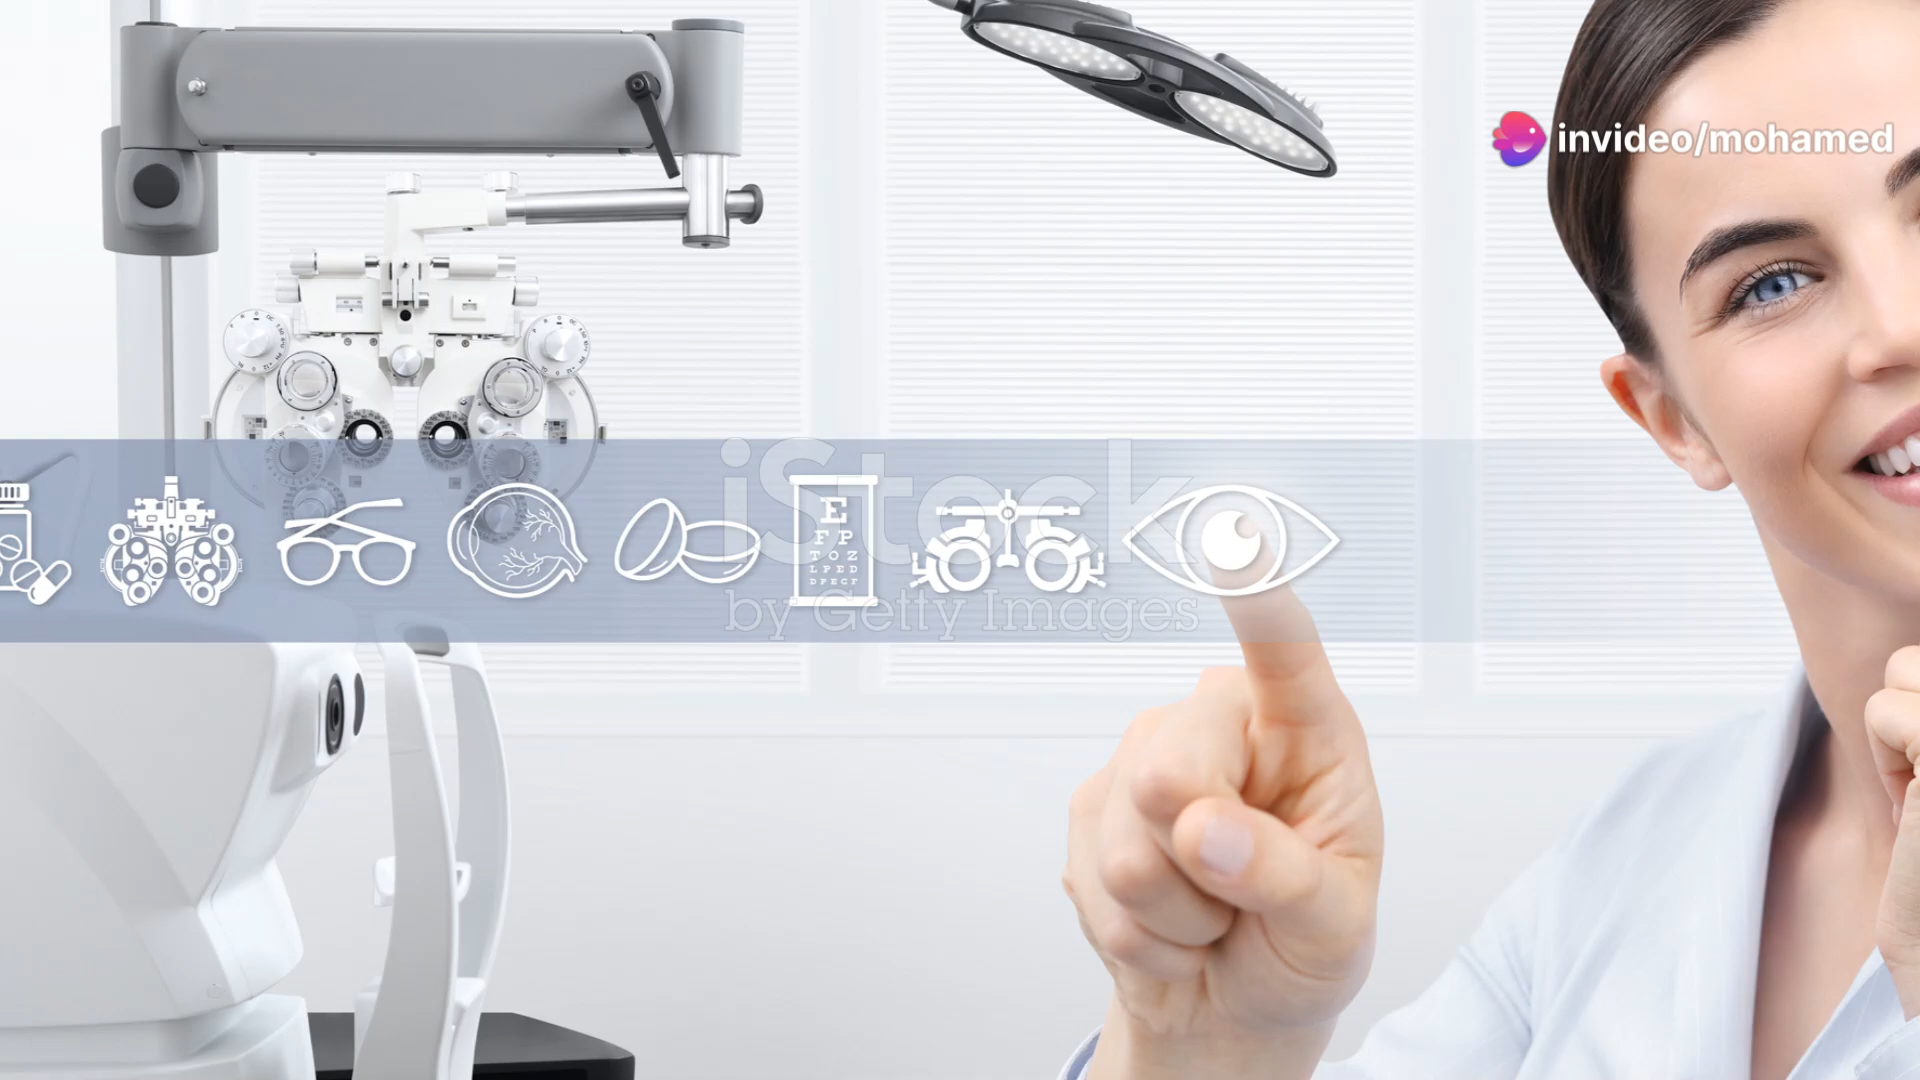 invideo/mohamed
iStock
by Getty Images
E
F P
T O Z
L P E D
D P E C F